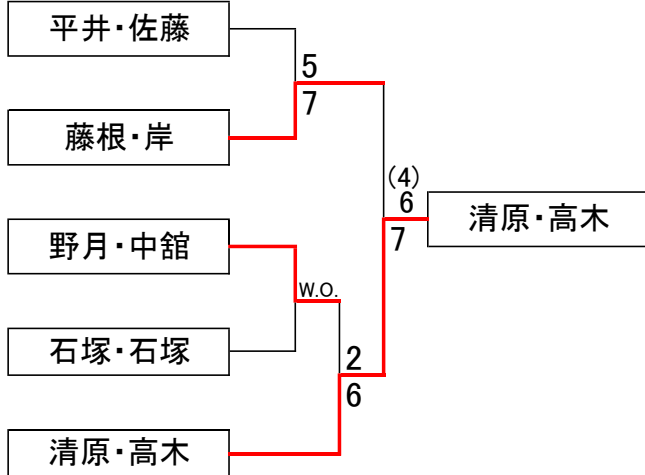 平井・佐藤
5
7
藤根・岸
(4)
6
7
清原・高木
野月・中舘
W.O.
石塚・石塚
2
6
清原・高木